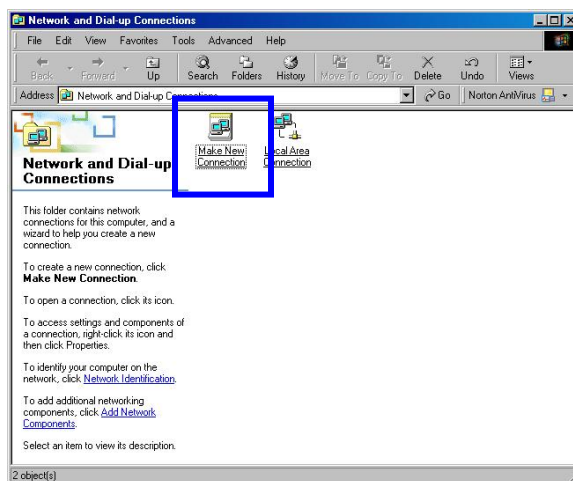 Network and Dial-up Connections
File Edit View Favorites Tools Advanced Help
Back Forward Up Search Folders History Move To Copy To Delete Undo Views
Address Network and Dial-up Connections Go Norton AntiVirus
Network and Dial-up
Connections
Make New
Connection
Local Area
Connection
This folder contains network
connections for this computer, and a
wizard to help you create a new
connection.
To create a new connection, click
Make New Connection.
To open a connection, click its icon.
To access settings and components of
a connection, right-click its icon and
then click Properties.
To identify your computer on the
network, click Network Identification.
To add additional networking
components, click Add Network
Components.
Select an item to view its description.
2 object(s)